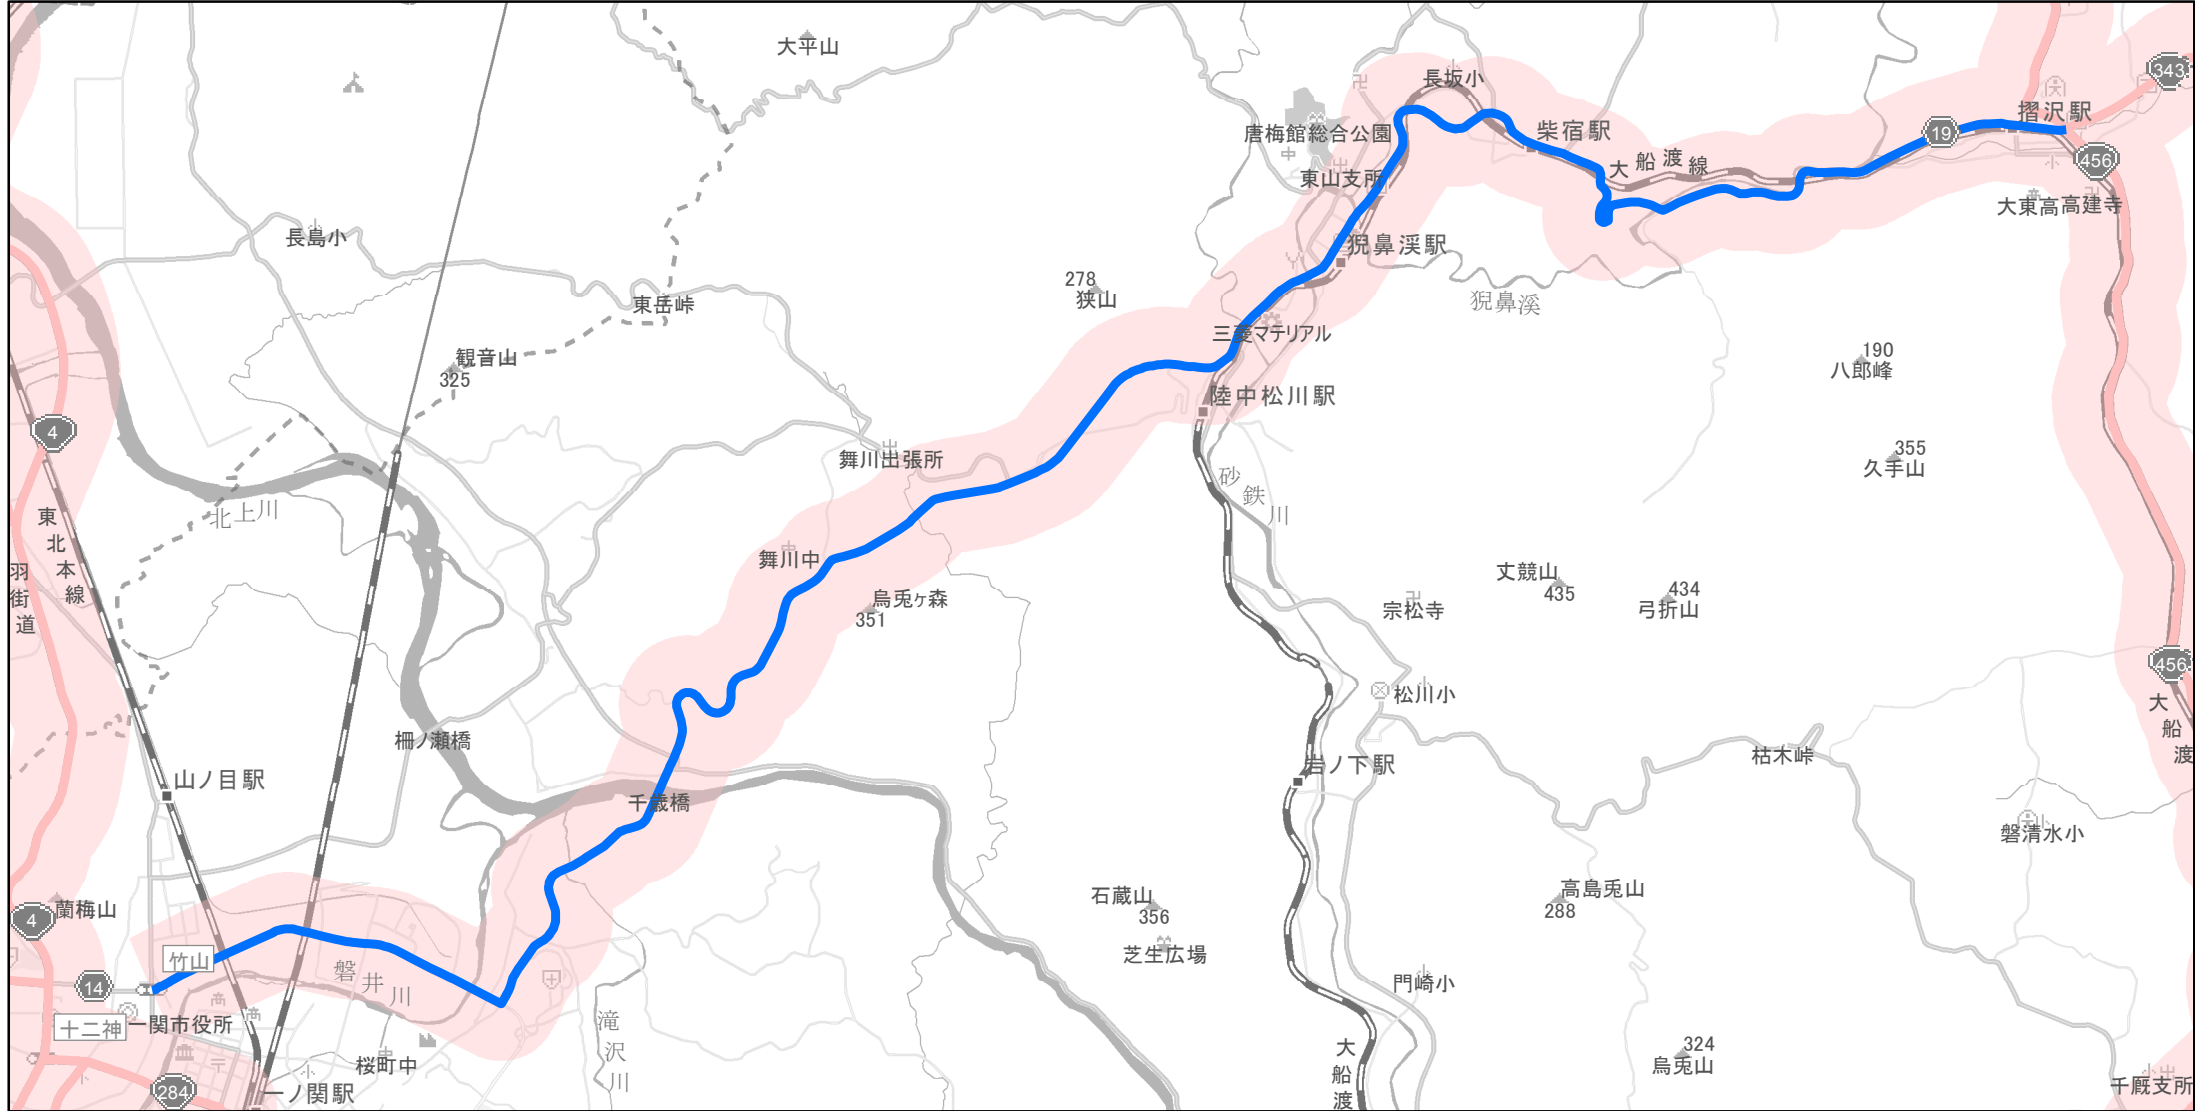 大平山
長坂小
343
唐梅館総合公園
柴宿駅
19
摺沢駅
大船渡線
456
東山支所
大東高
高建寺
長島小
猊鼻渓駅
278
狭山
猊鼻渓
東岳峠
三菱マテリアル
観音山
325
190
八郎峰
陸中松川駅
4
舞川出張所
355
久手山
砂鉄川
北上川
東北本線
舞川中
羽街道
丈競山
435
434
弓折山
烏兎ヶ森
351
宗松寺
456
松川小
大船渡
柵ノ瀬橋
枯木峠
山ノ目駅
岩ノ下駅
千歳橋
磐清水小
石蔵山
356
高烏兎山
288
4
蘭梅山
芝生広場
竹山
磐井川
14
門崎小
十二神
一関市役所
滝沢川
桜町中
大船渡
324
烏兎山
284
一ノ関駅
千厩支所